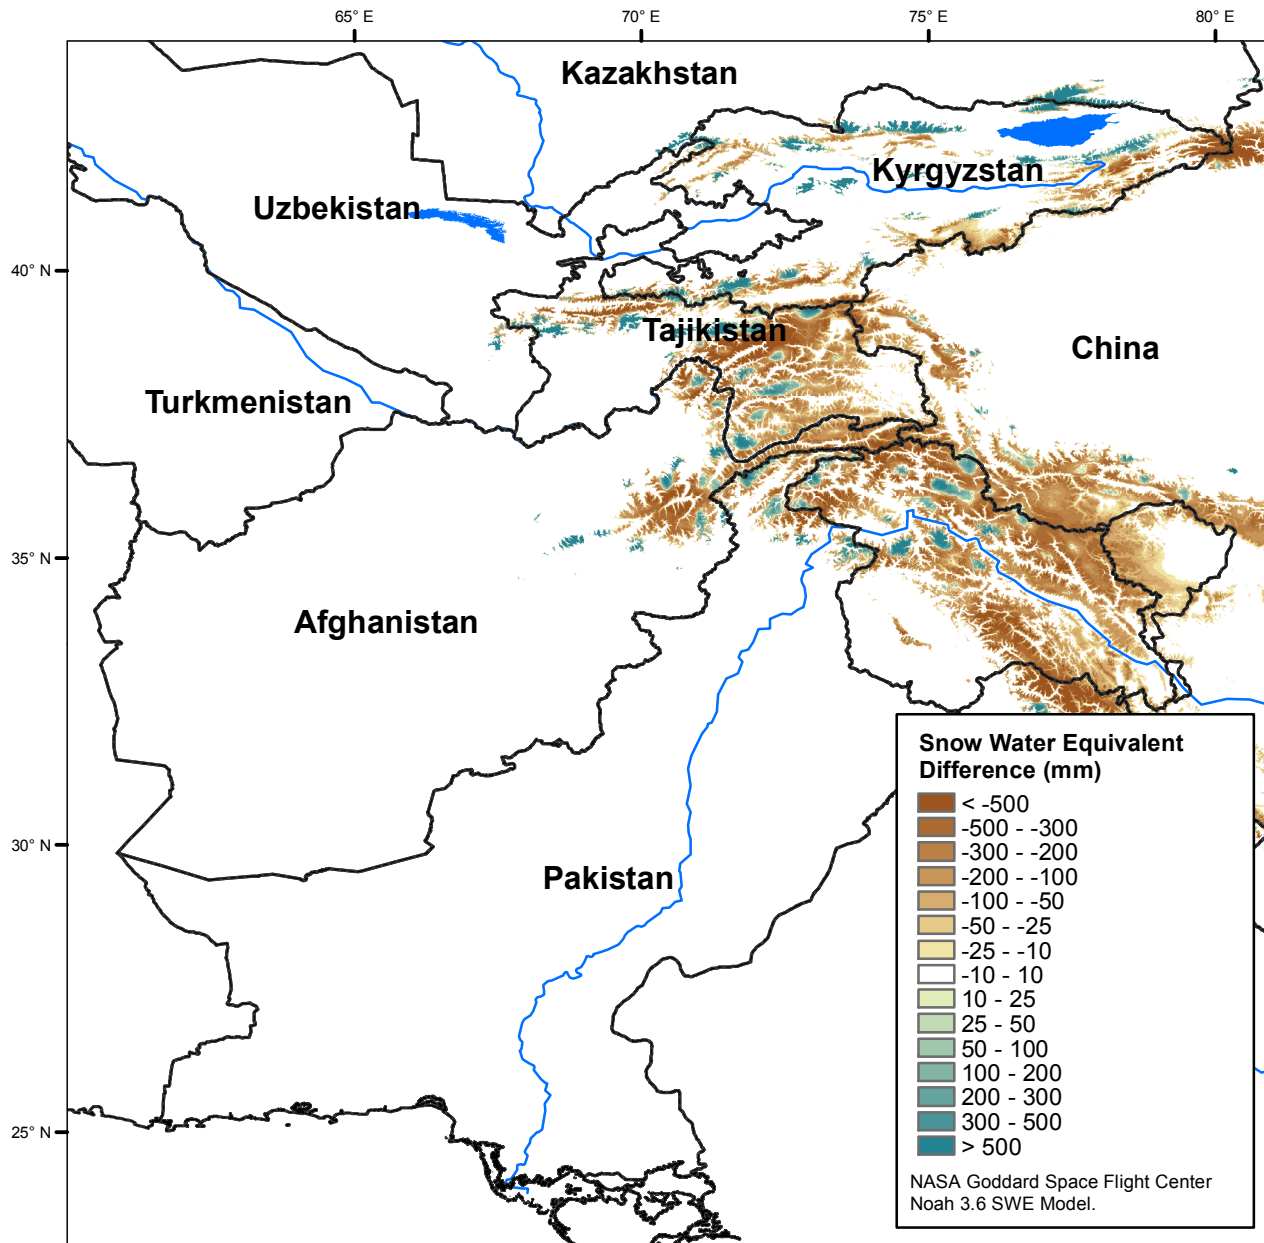 65° E
70° E
75° E
80° E
Kazakhstan
Kyrgyzstan
Uzbekistan
40° N
Tajikistan
China
Turkmenistan
35° N
Afghanistan
Snow Water Equivalent
Difference (mm)
< -500
-500 - -300
-300 - -200
-200 - -100
-100 - -50
-50 - -25
-25 - -10
-10 - 10
10 - 25
25 - 50
50 - 100
100 - 200
200 - 300
300 - 500
> 500
NASA Goddard Space Flight Center
Noah 3.6 SWE Model.
30° N
Pakistan
25° N